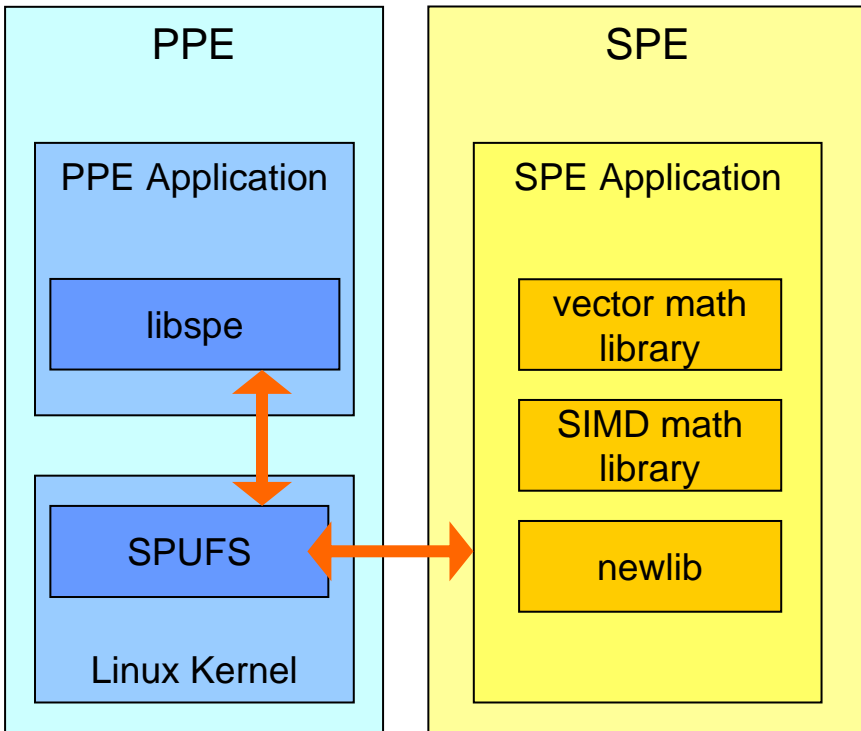 PPE
PPE Application
libspe
SPUFS
Linux Kernel
SPE
SPE Application
vector math
library
SIMD math
library
newlib